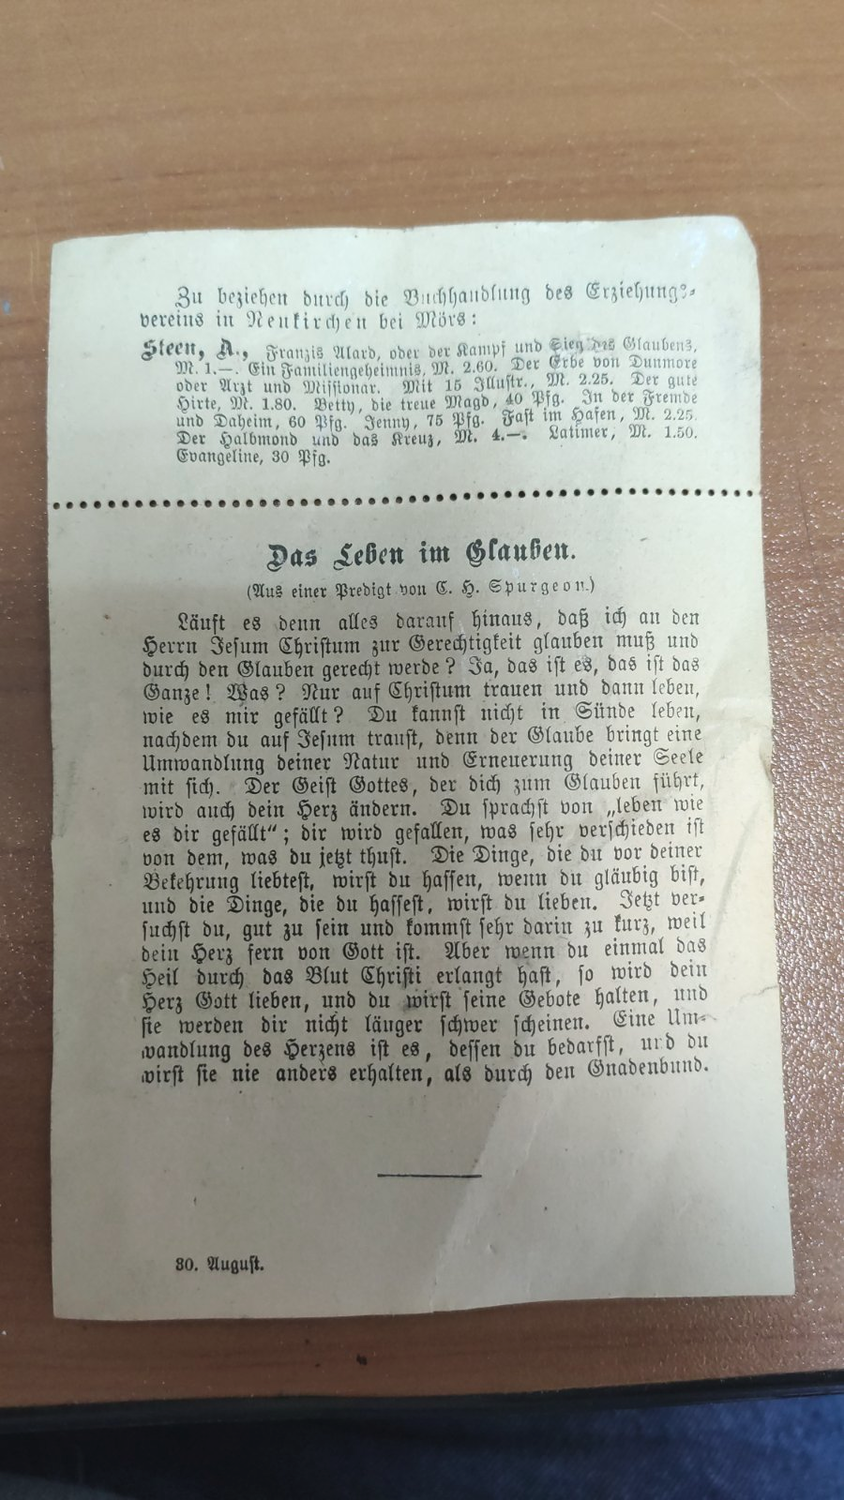 Zu beziehen durch die Buchhandlung des Erziehungs-
vereins in Neukirchen bei Mörs:
Steen, A., Franzis Alard, oder der Kampf und Sieg des Glaubens,
M. 1.—. Ein Familiengeheimnis, M. 2.60. Der Erbe von Dunmore
oder Arzt und Missionar. Mit 15 Illustr., M. 2.25. Der gute
Hirte, M. 1.80. Betty, die treue Magd, 40 Pfg. In der Fremde
und Daheim, 60 Pfg. Jenny, 75 Pfg. Fast im Hafen, M. 2.25.
Der Halbmond und das Kreuz, M. 4.—. Latimer, M. 1.50.
Evangeline, 30 Pfg.
Das Leben im Glauben.
(Aus einer Predigt von C. H. Spurgeon.)
Läuft es denn alles darauf hinaus, daß ich an den
Herrn Jesum Christum zur Gerechtigkeit glauben muß und
durch den Glauben gerecht werde? Ja, das ist es, das ist das
Ganze! Was? Nur auf Christum trauen und dann leben,
wie es mir gefällt? Du kannst nicht in Sünde leben,
nachdem du auf Jesum traust, denn der Glaube bringt eine
Umwandlung deiner Natur und Erneuerung deiner Seele
mit sich. Der Geist Gottes, der dich zum Glauben führt,
wird auch dein Herz ändern. Du sprachst von „leben wie
es dir gefällt“; dir wird gefallen, was sehr verschieden ist
von dem, was du jetzt thust. Die Dinge, die du vor deiner
Bekehrung liebtest, wirst du hassen, wenn du gläubig bist,
und die Dinge, die du hassest, wirst du lieben. Jetzt ver-
suchst du, gut zu sein und kommst sehr darin zu kurz, weil
dein Herz fern von Gott ist. Aber wenn du einmal das
Heil durch das Blut Christi erlangt hast, so wird dein
Herz Gott lieben, und du wirst seine Gebote halten, und
sie werden dir nicht länger schwer scheinen. Eine Um-
wandlung des Herzens ist es, dessen du bedarfst, und du
wirst sie nie anders erhalten, als durch den Gnadenbund.
30. August.